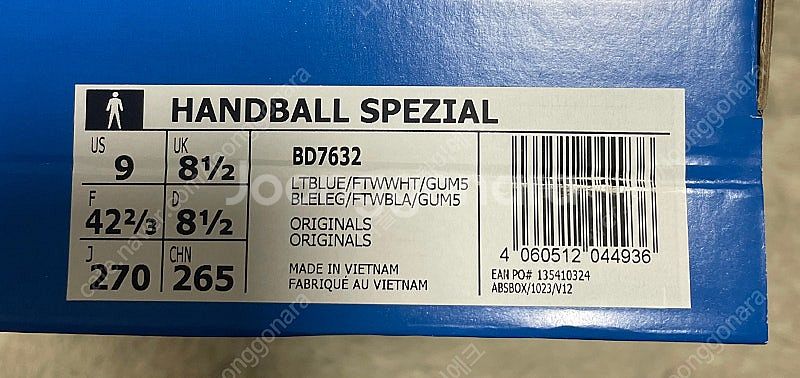 HANDBALL SPEZIAL
US 9 UK 8½
F 42⅔ D 8½
J 270 CHN 265
BD7632
LTBLUE/FTWWHT/GUM5
BLELEG/FTWBLA/GUM5
ORIGINALS
ORIGINALS
MADE IN VIETNAM
FABRIQUÉ AU VIETNAM
4 060512 044936
EAN PO# 135410324
ABSBOX/1023/V12